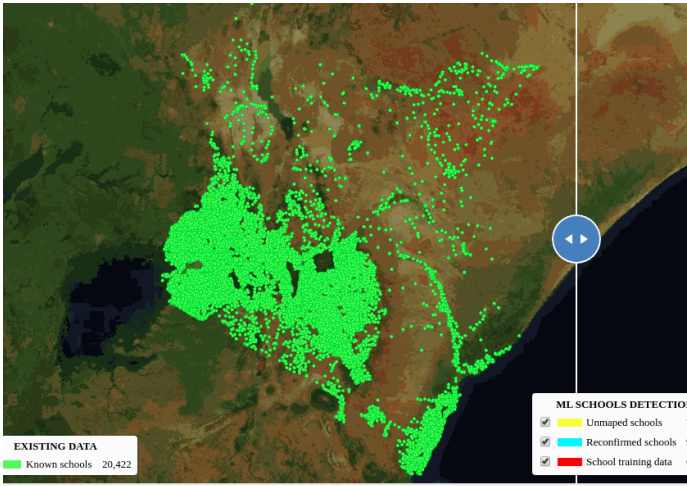 EXISTING DATA
Known schools 20,422
ML SCHOOLS DETECTIO
Unmaped schools
Reconfirmed schools
School training data